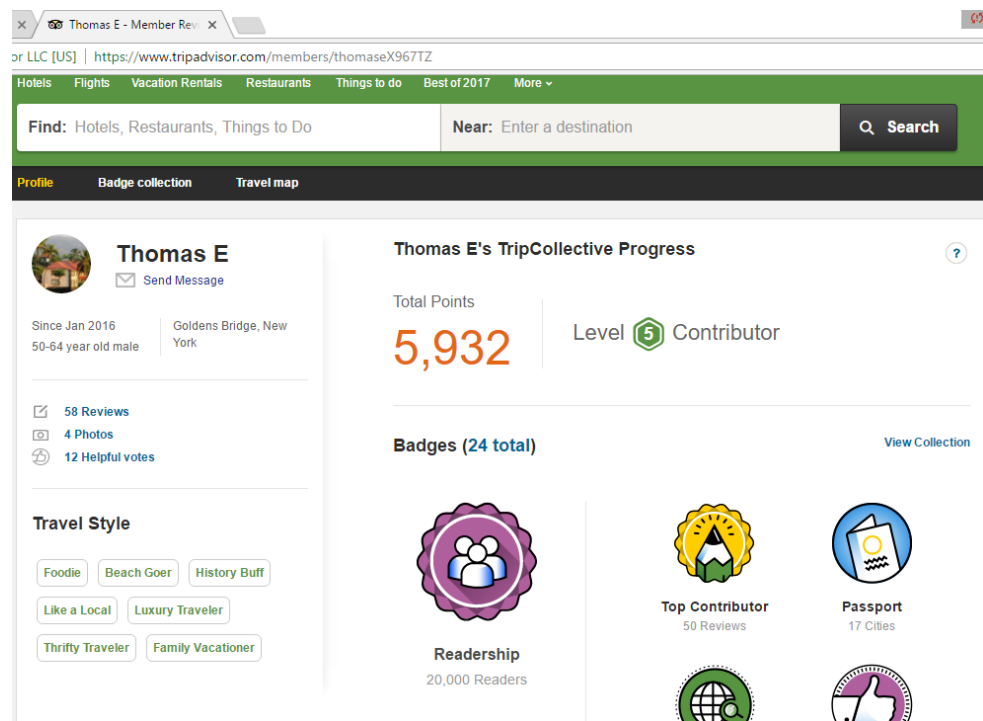 Thomas E - Member Rev
or LLC [US] | https://www.tripadvisor.com/members/thomaseX967TZ
Hotels Flights Vacation Rentals Restaurants Things to do Best of 2017 More
Find: Hotels, Restaurants, Things to Do Near: Enter a destination Search
Profile Badge collection Travel map
Thomas E
Send Message
Since Jan 2016
50-64 year old male
Goldens Bridge, New
York
58 Reviews
4 Photos
12 Helpful votes
Travel Style
Foodie Beach Goer History Buff
Like a Local Luxury Traveler
Thrifty Traveler Family Vacationer
Thomas E's TripCollective Progress ?
Total Points
5,932
Level 5 Contributor
Badges (24 total) View Collection
Readership
20,000 Readers
Top Contributor
50 Reviews
Passport
17 Cities